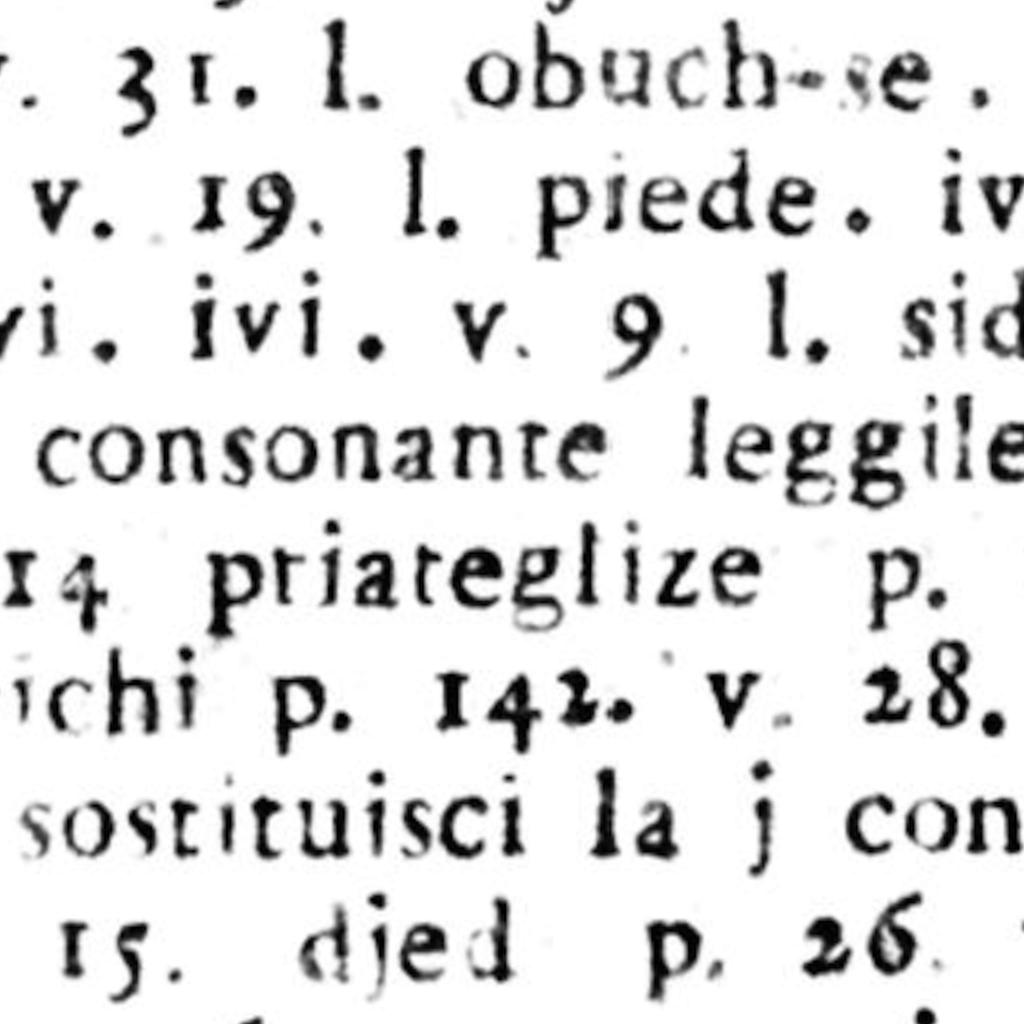 . 31. l. obuch-se.
v. 19. l. piede. iv
vi. ivi. v. 9. l. sid
consonante leggile
14 priateglize p.
ichi p. 142. v. 28.
sostituisci la j con
15. djed p. 26.